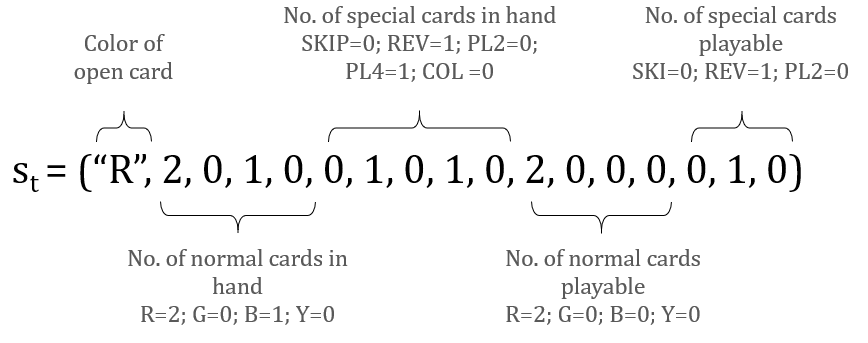 Color of
open card
No. of special cards in hand
SKIP=0; REV=1; PL2=0;
PL4=1; COL =0
No. of special cards
playable
SKI=0; REV=1; PL2=0
st = (“R”, 2, 0, 1, 0, 0, 1, 0, 1, 0, 2, 0, 0, 0, 0, 1, 0)
No. of normal cards in
hand
R=2; G=0; B=1; Y=0
No. of normal cards
playable
R=2; G=0; B=0; Y=0